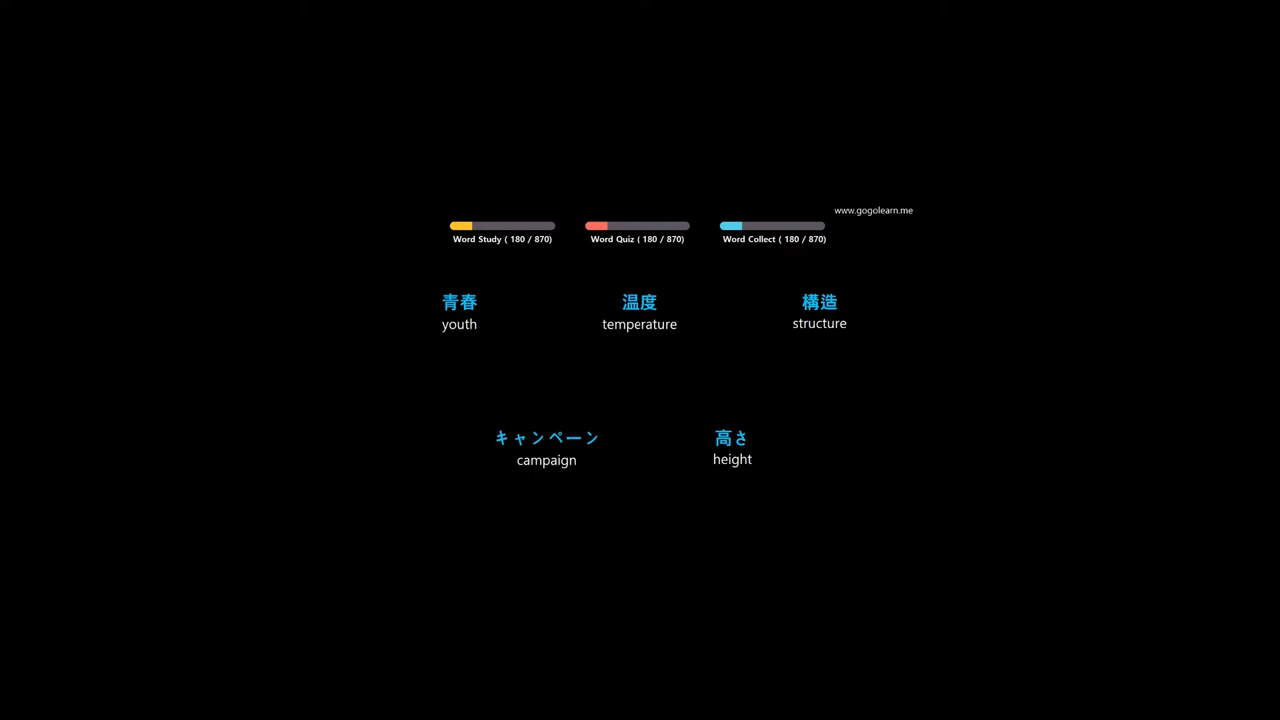 www.gogolearn.me
Word Study ( 180 / 870)
Word Quiz ( 180 / 870)
Word Collect ( 180 / 870)
青春
youth
温度
temperature
構造
structure
キャンペーン
campaign
高さ
height